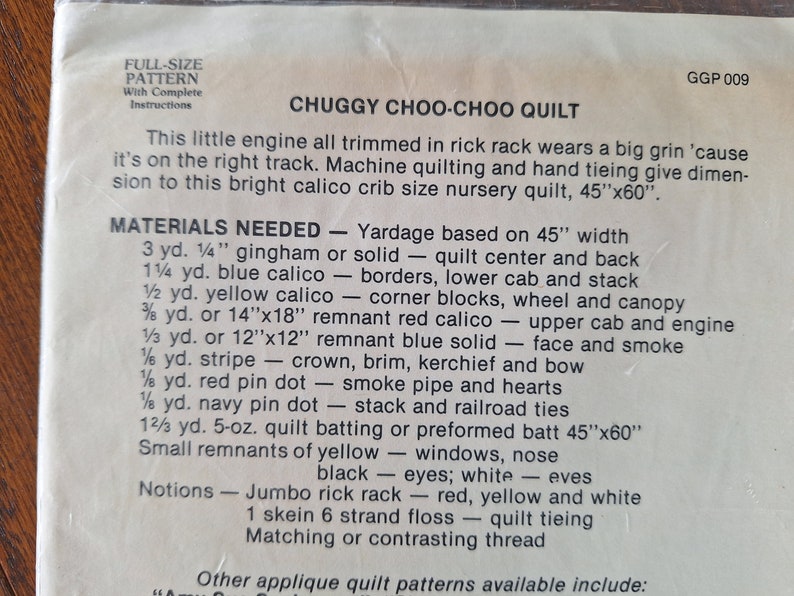 FULL-SIZE
PATTERN
With Complete
Instructions
GGP 009
CHUGGY CHOO-CHOO QUILT
This little engine all trimmed in rick rack wears a big grin 'cause
it's on the right track. Machine quilting and hand tieing give dimen-
sion to this bright calico crib size nursery quilt, 45"x60".
MATERIALS NEEDED — Yardage based on 45" width
3 yd. ¼" gingham or solid — quilt center and back
1¼ yd. blue calico — borders, lower cab and stack
½ yd. yellow calico — corner blocks, wheel and canopy
⅜ yd. or 14"x18" remnant red calico — upper cab and engine
⅓ yd. or 12"x12" remnant blue solid — face and smoke
⅙ yd. stripe — crown, brim, kerchief and bow
⅛ yd. red pin dot — smoke pipe and hearts
⅛ yd. navy pin dot — stack and railroad ties
1⅔ yd. 5-oz. quilt batting or preformed batt 45"x60"
Small remnants of yellow — windows, nose
black — eyes; white — eyes
Notions — Jumbo rick rack — red, yellow and white
1 skein 6 strand floss — quilt tieing
Matching or contrasting thread
Other applique quilt patterns available include: